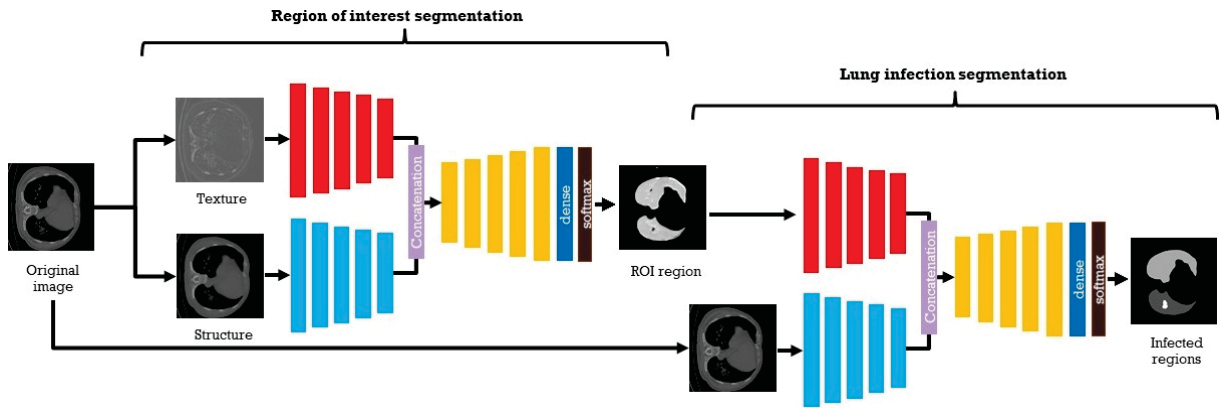 Region of interest segmentation
Lung infection segmentation
Texture
Concatenation
dense
softmax
Original
image
Structure
ROI region
Concatenation
dense
softmax
Infected
regions